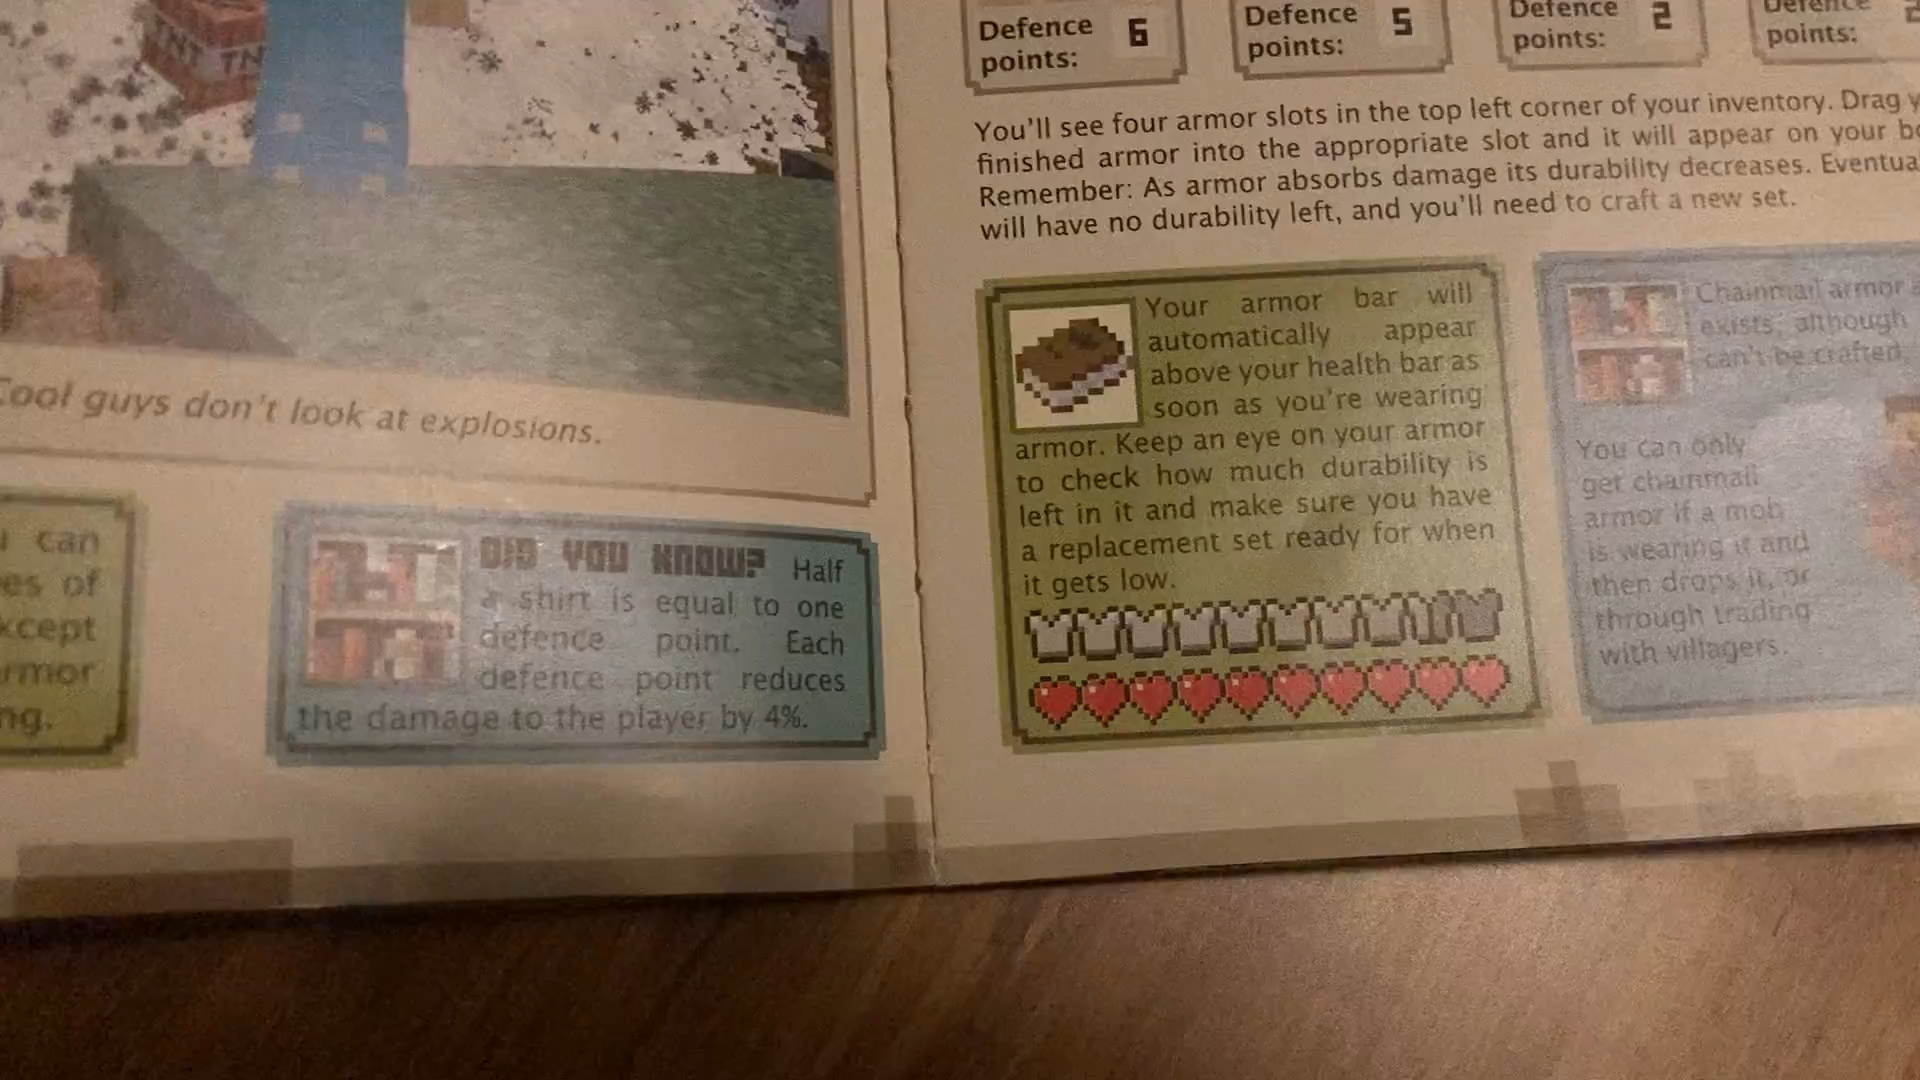 TNT TN
Cool guys don't look at explosions.
can
es of
xcept
rmor
ng.
DID YOU KNOW? Half
a shirt is equal to one
defence point. Each
defence point reduces
the damage to the player by 4%.
Defence
points: 6
Defence
points: 5
Defence
points: 2
Defence
points:
You'll see four armor slots in the top left corner of your inventory. Drag
finished armor into the appropriate slot and it will appear on your
Remember: As armor absorbs damage its durability decreases.
will have no durability left, and you'll need to craft a new set.
Your armor bar will
automatically appear
above your health bar as
soon as you're wearing
armor. Keep an eye on your armor
to check how much durability is
left in it and make sure you have
a replacement set ready for when
it gets low.
Chainmail armor
exists, although
can't be crafted.
You can only
get chainmail
armor if a mob
is wearing it and
then drops it, or
through trading
with villagers.